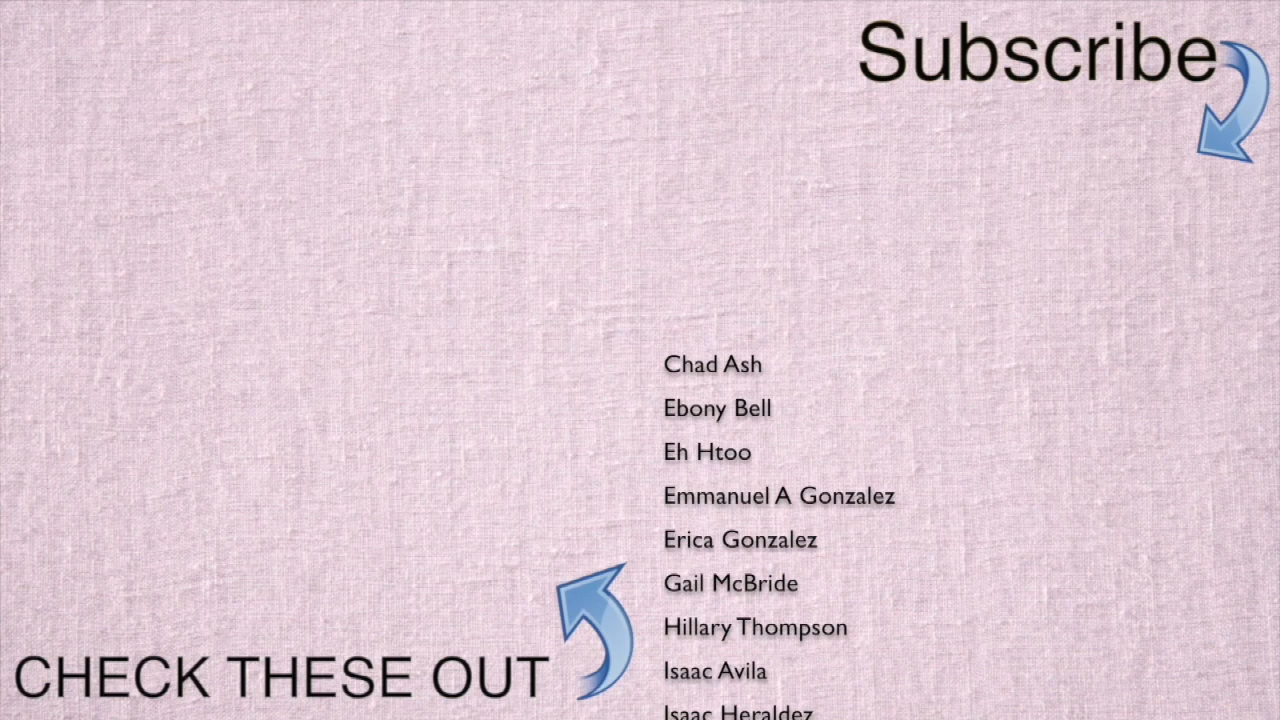 Subscribe
Chad Ash
Ebony Bell
Eh Htoo
Emmanuel A Gonzalez
Erica Gonzalez
Gail McBride
Hillary Thompson
Isaac Avila
Isaac Heraldez
CHECK THESE OUT